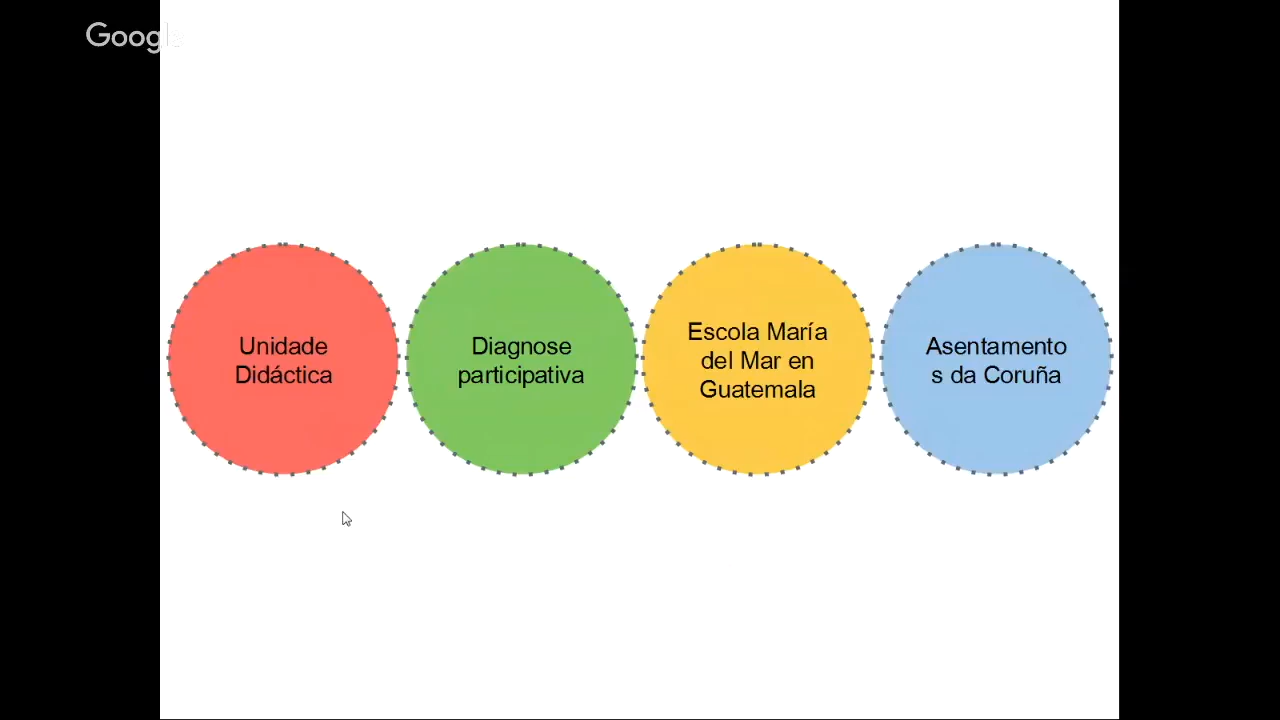 Google
Unidade
Didáctica
Diagnose
participativa
Escola María
del Mar en
Guatemala
Asentamento
s da Coruña